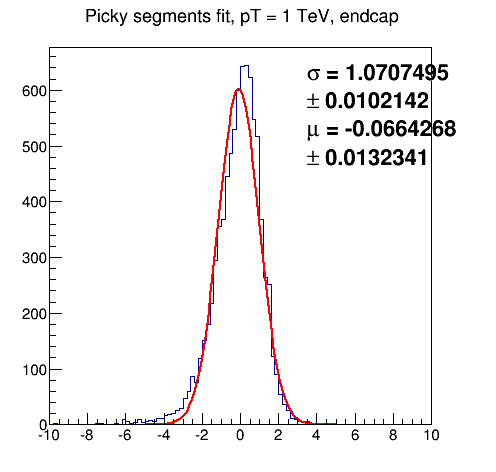 Picky segments fit, pT = 1 TeV, endcap
σ = 1.0707495
± 0.0102142
μ = -0.0664268
± 0.0132341
600
500
400
300
200
100
0
-10 -8 -6 -4 -2 0 2 4 6 8 10